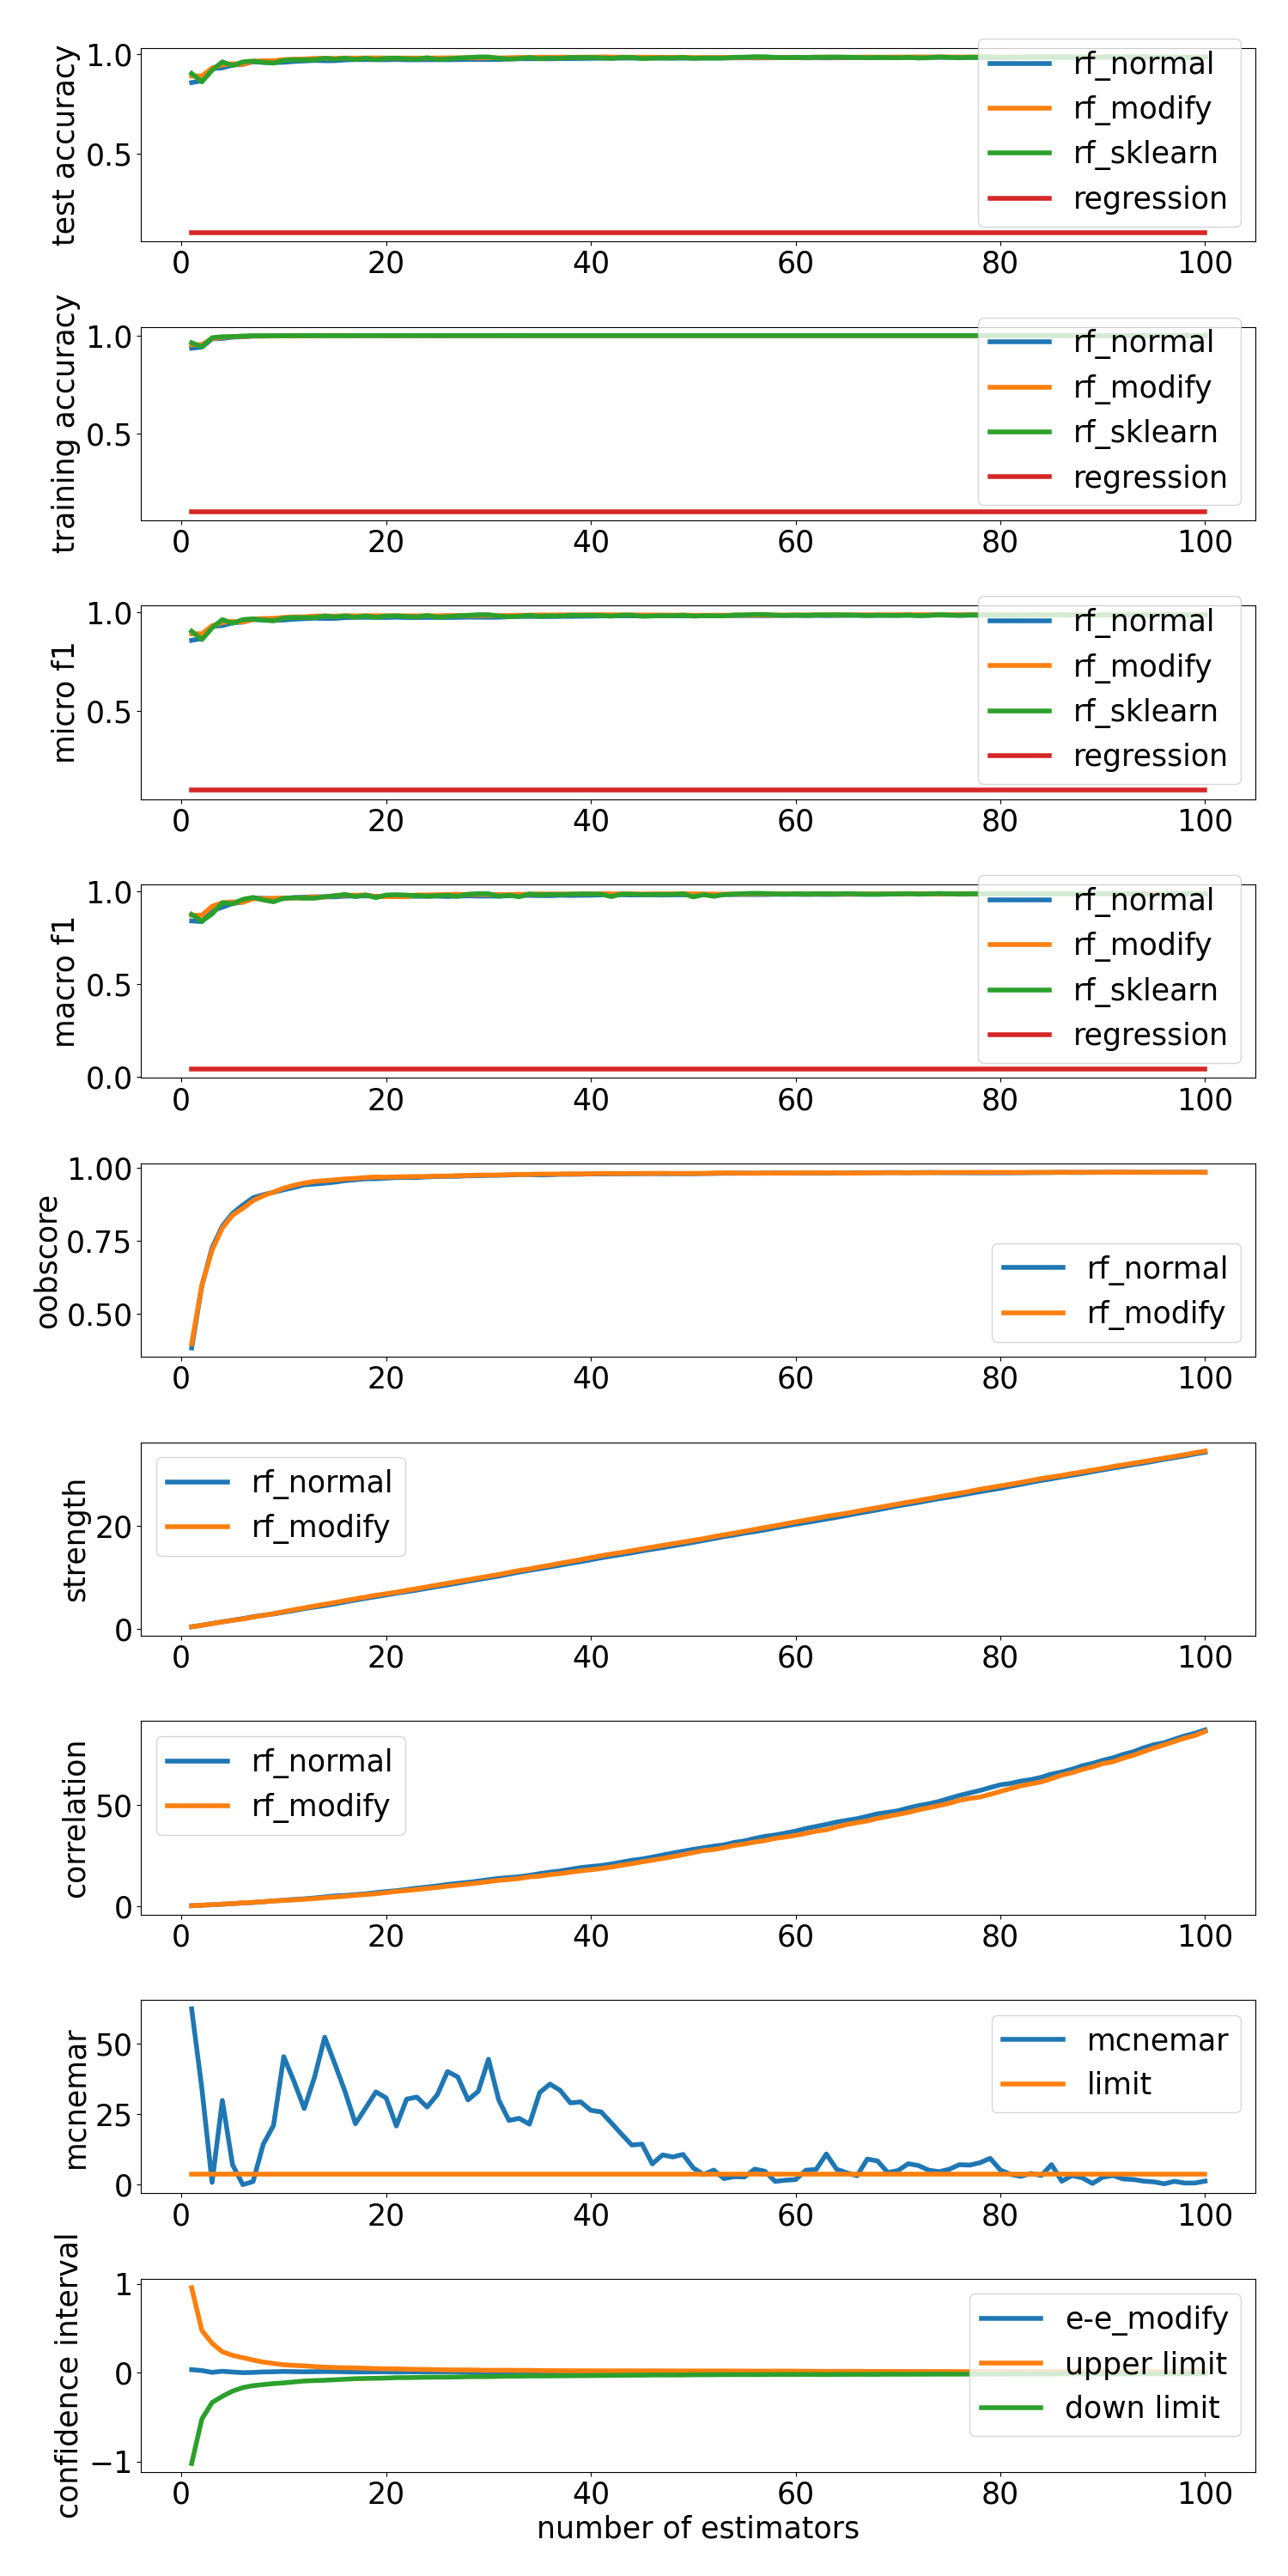 test accuracy
1.0
0.5
rf_normal
rf_modify
rf_sklearn
regression
0 20 40 60 80 100
training accuracy
1.0
0.5
rf_normal
rf_modify
rf_sklearn
regression
0 20 40 60 80 100
micro f1
1.0
0.5
rf_normal
rf_modify
rf_sklearn
regression
0 20 40 60 80 100
macro f1
1.0
0.5
0.0
rf_normal
rf_modify
rf_sklearn
regression
0 20 40 60 80 100
oobscore
1.00
0.75
0.50
rf_normal
rf_modify
0 20 40 60 80 100
strength
20
0
rf_normal
rf_modify
0 20 40 60 80 100
correlation
50
0
rf_normal
rf_modify
0 20 40 60 80 100
mcnemar
50
25
0
mcnemar
limit
0 20 40 60 80 100
confidence interval
1
0
−1
e-e_modify
upper limit
down limit
0 20 40 60 80 100
number of estimators